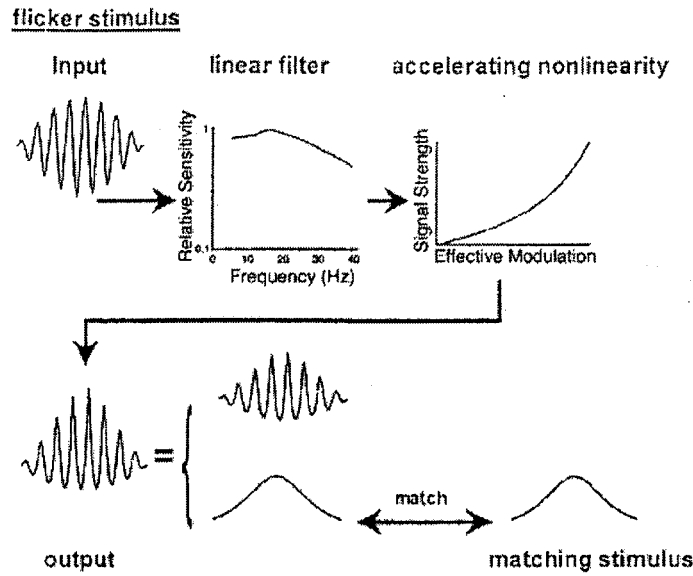 flicker stimulus
Input
linear filter
accelerating nonlinearity
Relative Sensitivity
1
0.1
0 10 20 30 40
Frequency (Hz)
Signal Strength
Effective Modulation
=
match
output
matching stimulus